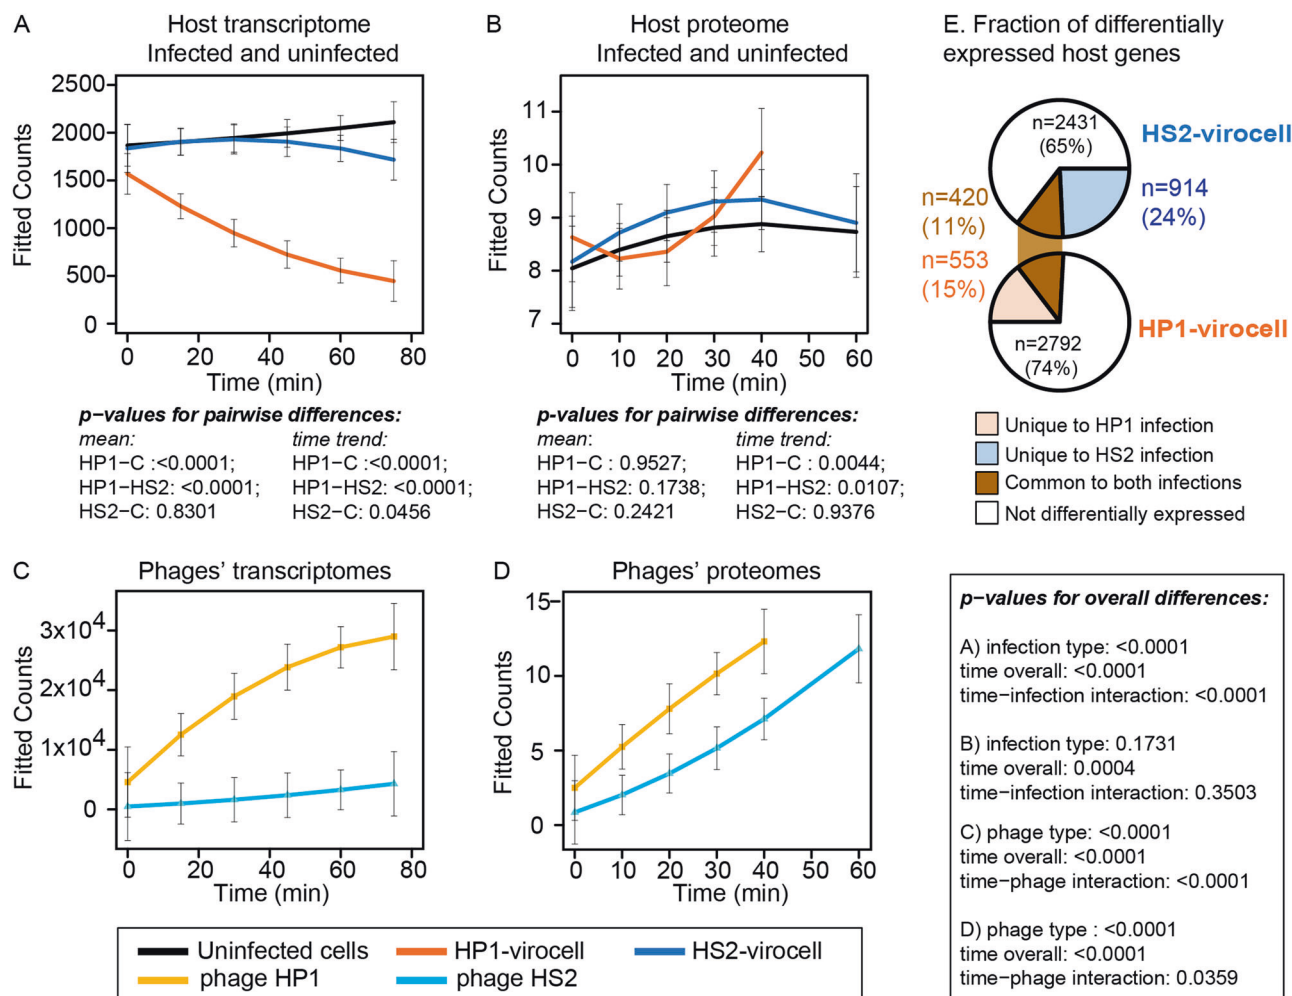 A
Host transcriptome
Infected and uninfected
Fitted Counts
2500
2000
1500
1000
500
0
0 20 40 60 80
Time (min)
p−values for pairwise differences:
mean: time trend:
HP1−C :<0.0001; HP1−C :<0.0001;
HP1−HS2: <0.0001; HP1−HS2: <0.0001;
HS2−C: 0.8301 HS2−C: 0.0456
B
Host proteome
Infected and uninfected
Fitted Counts
11
10
9
8
7
0 10 20 30 40 60
Time (min)
p-values for pairwise differences:
mean: time trend:
HP1−C : 0.9527; HP1−C : 0.0044;
HP1−HS2: 0.1738; HP1−HS2: 0.0107;
HS2−C: 0.2421 HS2−C: 0.9376
E. Fraction of differentially
expressed host genes
n=2431
(65%)
HS2-virocell
n=914
(24%)
n=420
(11%)
n=553
(15%)
HP1-virocell
n=2792
(74%)
Unique to HP1 infection
Unique to HS2 infection
Common to both infections
Not differentially expressed
C
Phages’ transcriptomes
Fitted Counts
3x10⁴
2x10⁴
1x10⁴
0
0 20 40 60 80
Time (min)
D
Phages’ proteomes
Fitted Counts
15
10
5
0
0 10 20 30 40 60
Time (min)
p−values for overall differences:
A) infection type: <0.0001
time overall: <0.0001
time−infection interaction: <0.0001
B) infection type: 0.1731
time overall: 0.0004
time−infection interaction: 0.3503
C) phage type: <0.0001
time overall: <0.0001
time−phage interaction: <0.0001
D) phage type : <0.0001
time overall: <0.0001
time−phage interaction: 0.0359
Uninfected cells HP1-virocell HS2-virocell
phage HP1 phage HS2